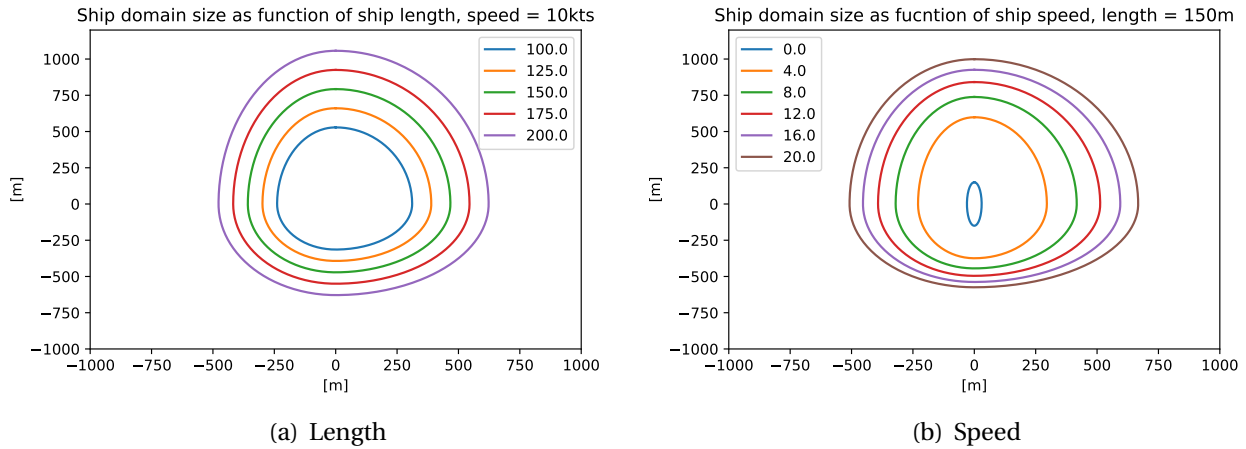 Ship domain size as function of ship length, speed = 10kts
1000
750
500
250
0
−250
−500
−750
−1000
[m]
−1000 −750 −500 −250 0 250 500 750 1000
[m]
100.0
125.0
150.0
175.0
200.0
(a) Length
Ship domain size as fucntion of ship speed, length = 150m
1000
750
500
250
0
−250
−500
−750
−1000
[m]
−1000 −750 −500 −250 0 250 500 750 1000
[m]
0.0
4.0
8.0
12.0
16.0
20.0
(b) Speed